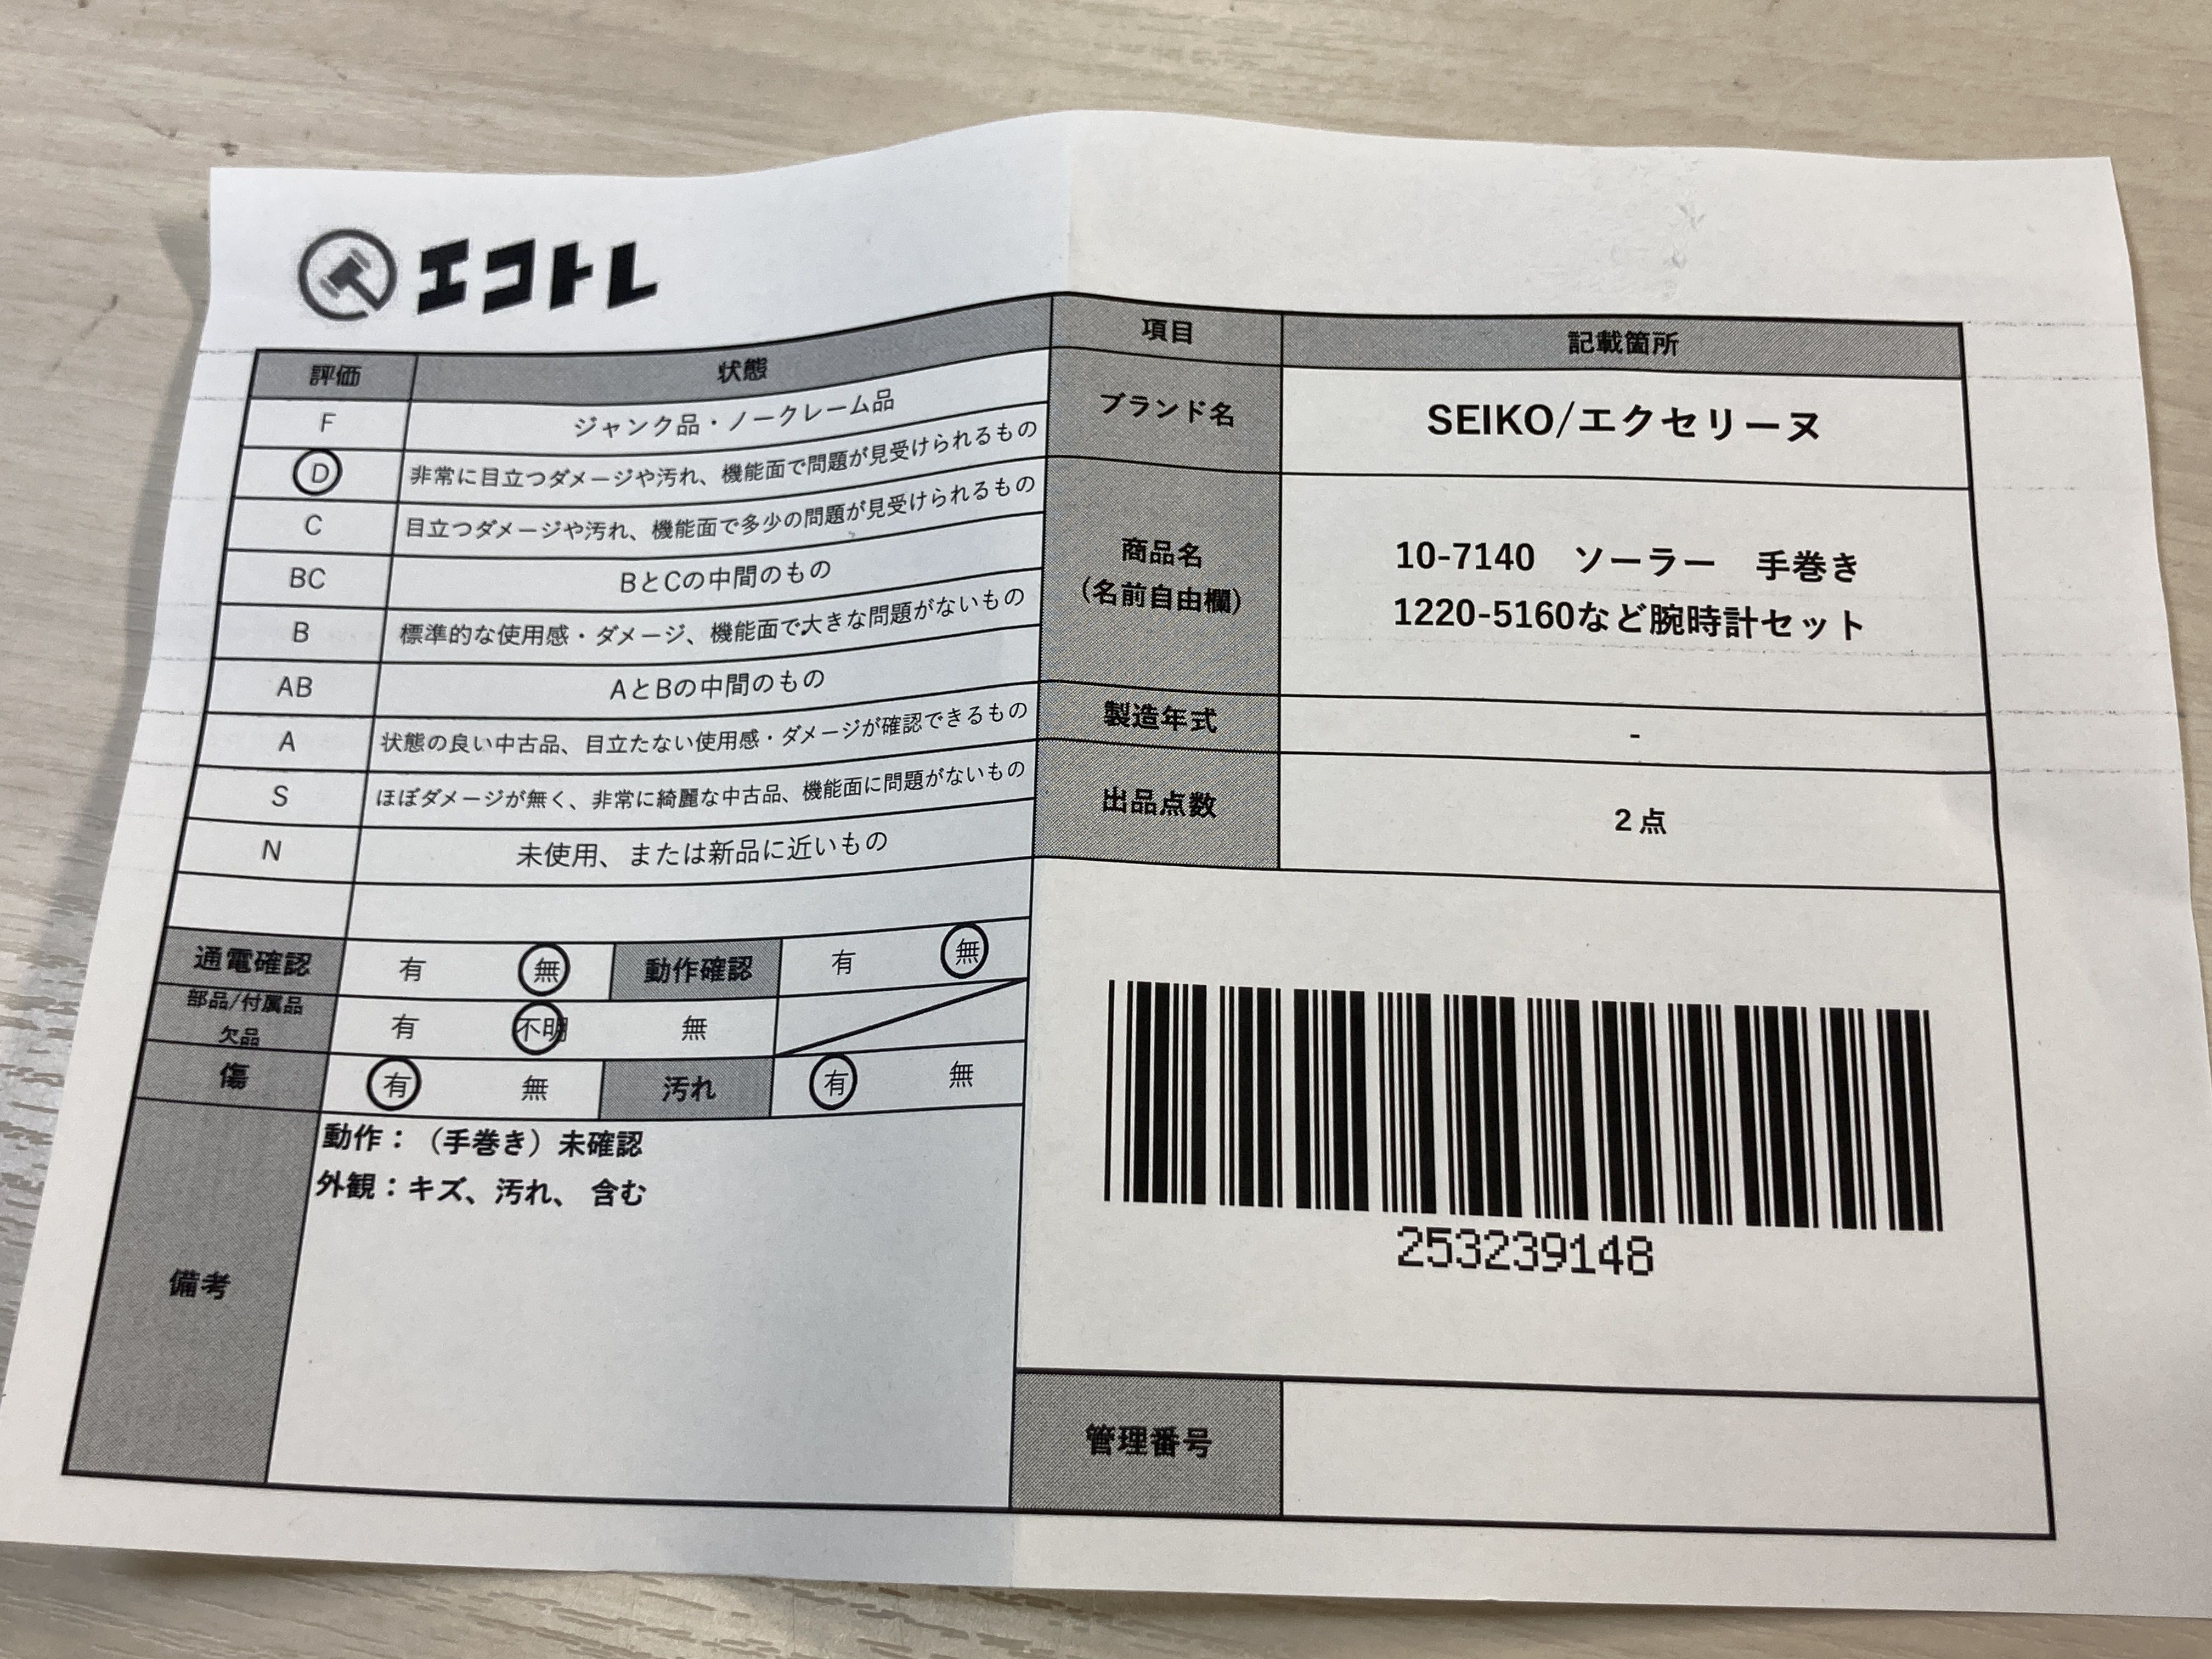 エコトレ
評価 状態
F ジャンク品・ノークレーム品
D 非常に目立つダメージや汚れ、機能面で問題が見受けられるもの
C 目立つダメージや汚れ、機能面で多少の問題が見受けられるもの
BC BとCの中間のもの
B 標準的な使用感・ダメージ、機能面で大きな問題がないもの
AB AとBの中間のもの
A 状態の良い中古品、目立たない使用感・ダメージが確認できるもの
S ほぼダメージが無く、非常に綺麗な中古品、機能面に問題がないもの
N 未使用、または新品に近いもの
通電確認 有 無 動作確認 有 無
部品/付属品
欠品 有 不明 無
傷 有 無 汚れ 有 無
備考
動作：（手巻き）未確認
外観：キズ、汚れ、 含む
項目 記載箇所
ブランド名 SEIKO/エクセリーヌ
商品名
（名前自由欄）
10-7140　ソーラー　手巻き
1220-5160など腕時計セット
製造年式 -
出品点数 2 点
253239148
管理番号